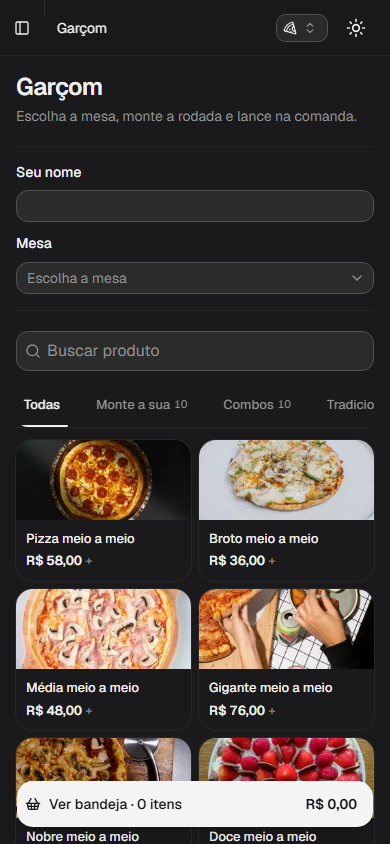 Garçom
Garçom
Escolha a mesa, monte a rodada e lance na comanda.
Seu nome
Mesa
Escolha a mesa
Buscar produto
Todas Monte a sua 10 Combos 10 Tradicio
Pizza meio a meio Broto meio a meio
R$ 58,00 + R$ 36,00 +
Média meio a meio Gigante meio a meio
R$ 48,00 + R$ 76,00 +
Ver bandeja · 0 itens R$ 0,00
Nobre meio a meio Doce meio a meio